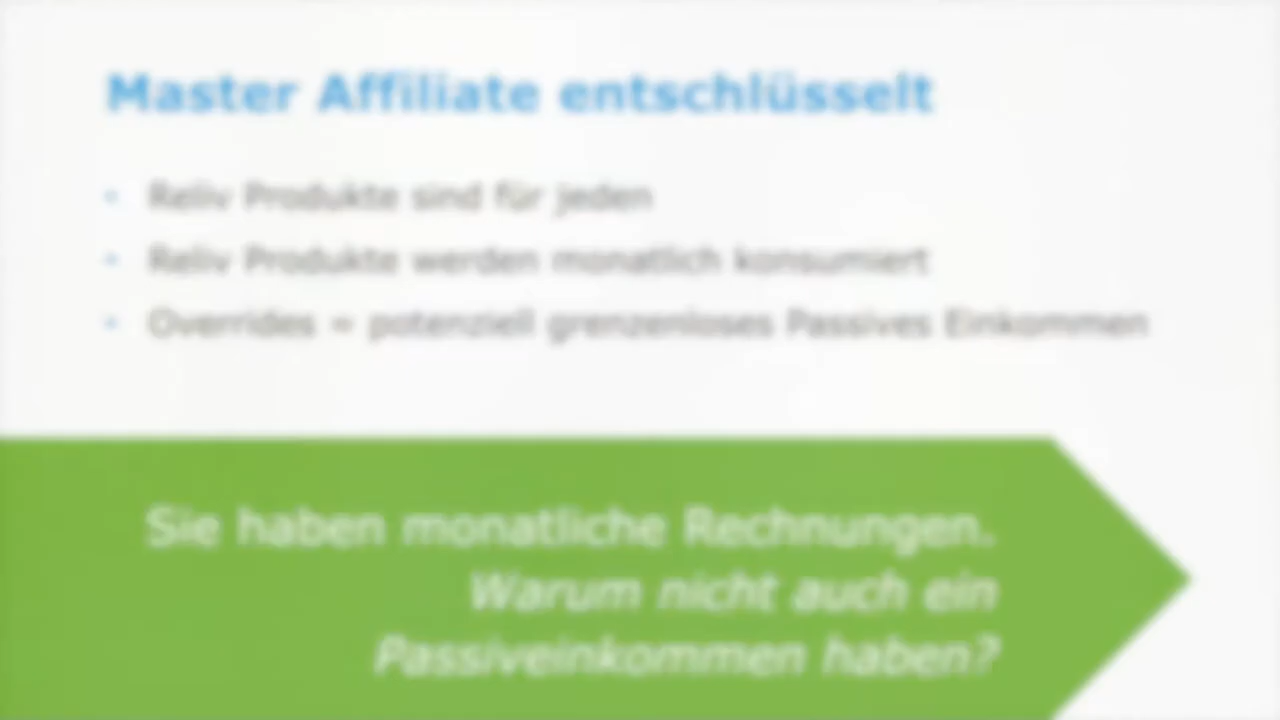 Master Affiliate entschlüsselt
• Reliv Produkte sind für jeden
• Reliv Produkte werden monatlich konsumiert
• Overrides = potenziell grenzenloses Passives Einkommen
Sie haben monatliche Rechnungen.
Warum nicht auch ein
Passiveinkommen haben?